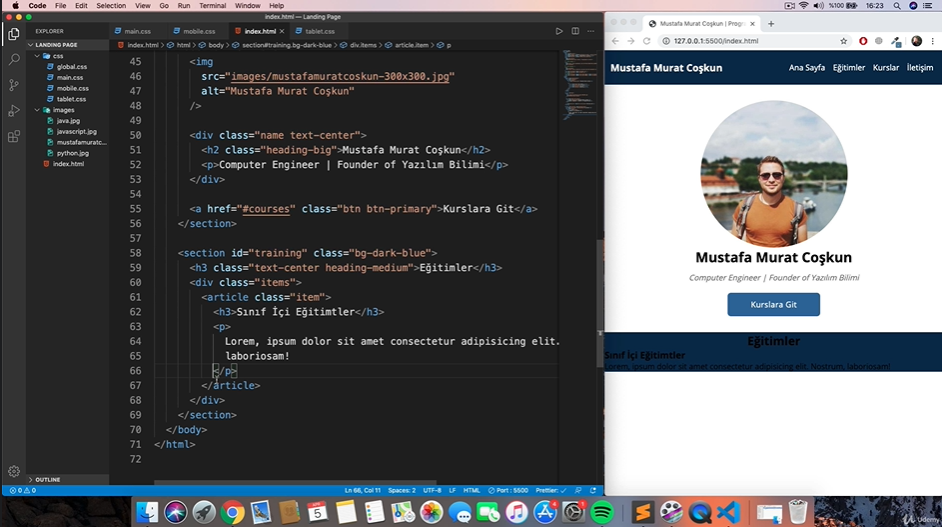 Code File Edit Selection View Go Run Terminal Window Help %100 16:23
index.html — Landing Page
EXPLORER
main.css mobile.css index.html tablet.css
LANDING PAGE
index.html > html > body > section#training.bg-dark-blue > div.items > article.item > p
css
global.css
main.css
mobile.css
tablet.css
images
java.jpg
javascript.jpg
mustafamuratc...
python.jpg
index.html
45 <img
46 src="images/mustafamuratcoskun-300x300.jpg"
47 alt="Mustafa Murat Coşkun"
48 />
49
50 <div class="name text-center">
51 <h2 class="heading-big">Mustafa Murat Coşkun</h2>
52 <p>Computer Engineer | Founder of Yazılım Bilimi</p>
53 </div>
54
55 <a href="#courses" class="btn btn-primary">Kurslara Git</a>
56 </section>
57
58 <section id="training" class="bg-dark-blue">
59 <h3 class="text-center heading-medium">Eğitimler</h3>
60 <div class="items">
61 <article class="item">
62 <h3>Sınıf İçi Eğitimtler</h3>
63 <p>
64 Lorem, ipsum dolor sit amet consectetur adipisicing elit.
65 laboriosam!
66 </p>
67 </article>
68 </div>
69 </section>
70 </body>
71 </html>
72
OUTLINE
0 0 Ln 66, Col 11 Spaces: 2 UTF-8 LF HTML Port : 5500 Prettier: ✓
Mustafa Murat Coşkun | Progr
127.0.0.1:5500/index.html
Mustafa Murat Coşkun Ana Sayfa Eğitimler Kurslar İletişim
Mustafa Murat Coşkun
Computer Engineer | Founder of Yazılım Bilimi
Kurslara Git
Eğitimler
Sınıf İçi Eğitimtler
Lorem, ipsum dolor sit amet consectetur adipisicing elit. Nostrum, laboriosam!
5
Udemy